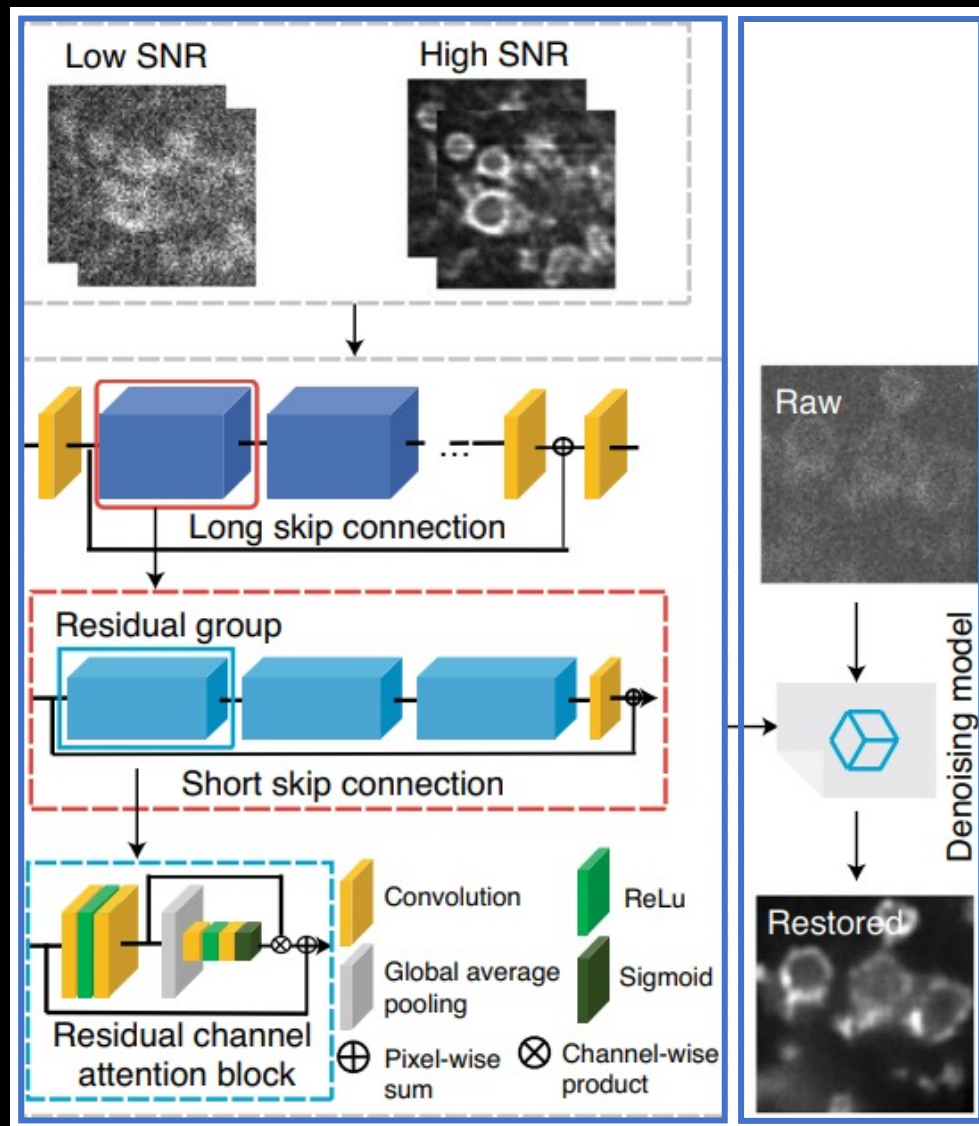 Low SNR
High SNR
...
Long skip connection
Residual group
Short skip connection
Residual channel
attention block
Convolution
ReLu
Global average
pooling
Sigmoid
Pixel-wise
sum
Channel-wise
product
Raw
Denoising model
Restored